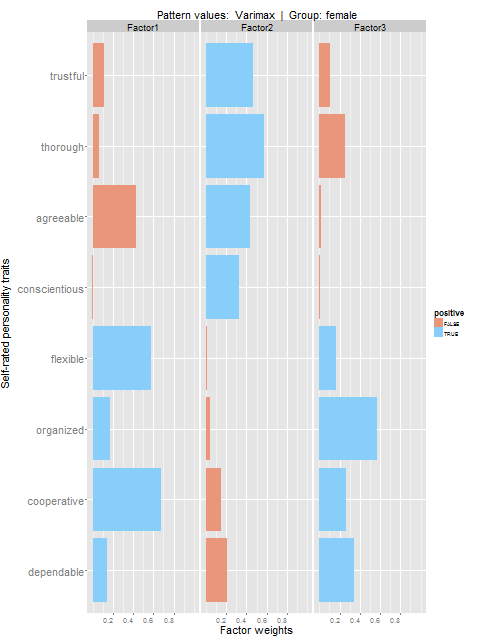 Pattern values: Varimax | Group: female
Factor1 Factor2 Factor3
trustful
thorough
agreeable
conscientious
flexible
organized
cooperative
dependable
Self-rated personality traits
0.2 0.4 0.6 0.8 0.2 0.4 0.6 0.8 0.2 0.4 0.6 0.8
Factor weights
positive
FALSE
TRUE